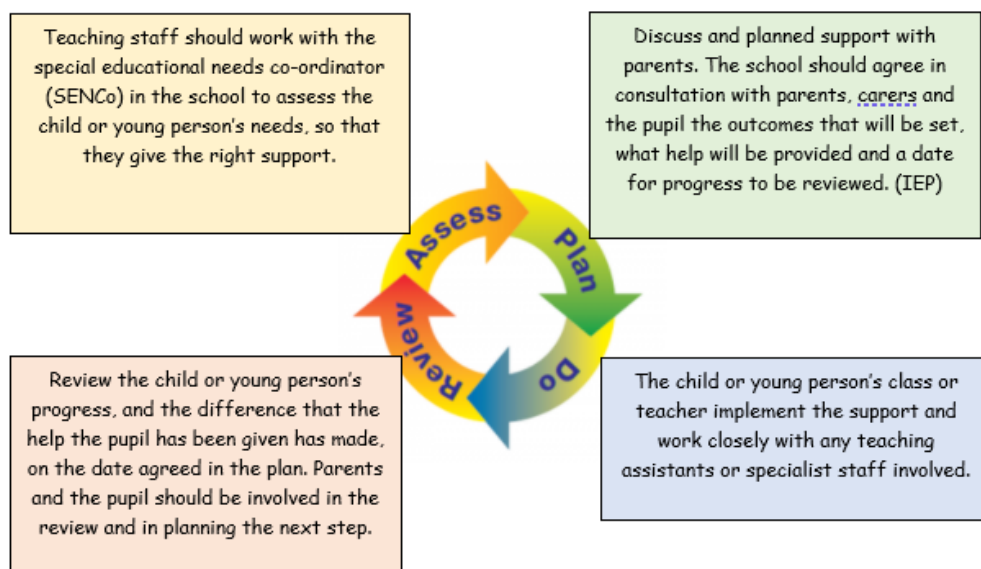 Teaching staff should work with the
special educational needs co-ordinator
(SENCo) in the school to assess the
child or young person's needs, so that
they give the right support.
Discuss and planned support with
parents. The school should agree in
consultation with parents, carers and
the pupil the outcomes that will be set,
what help will be provided and a date
for progress to be reviewed. (IEP)
Assess
Plan
Do
Review
Review the child or young person's
progress, and the difference that the
help the pupil has been given has made,
on the date agreed in the plan. Parents
and the pupil should be involved in the
review and in planning the next step.
The child or young person's class or
teacher implement the support and
work closely with any teaching
assistants or specialist staff involved.